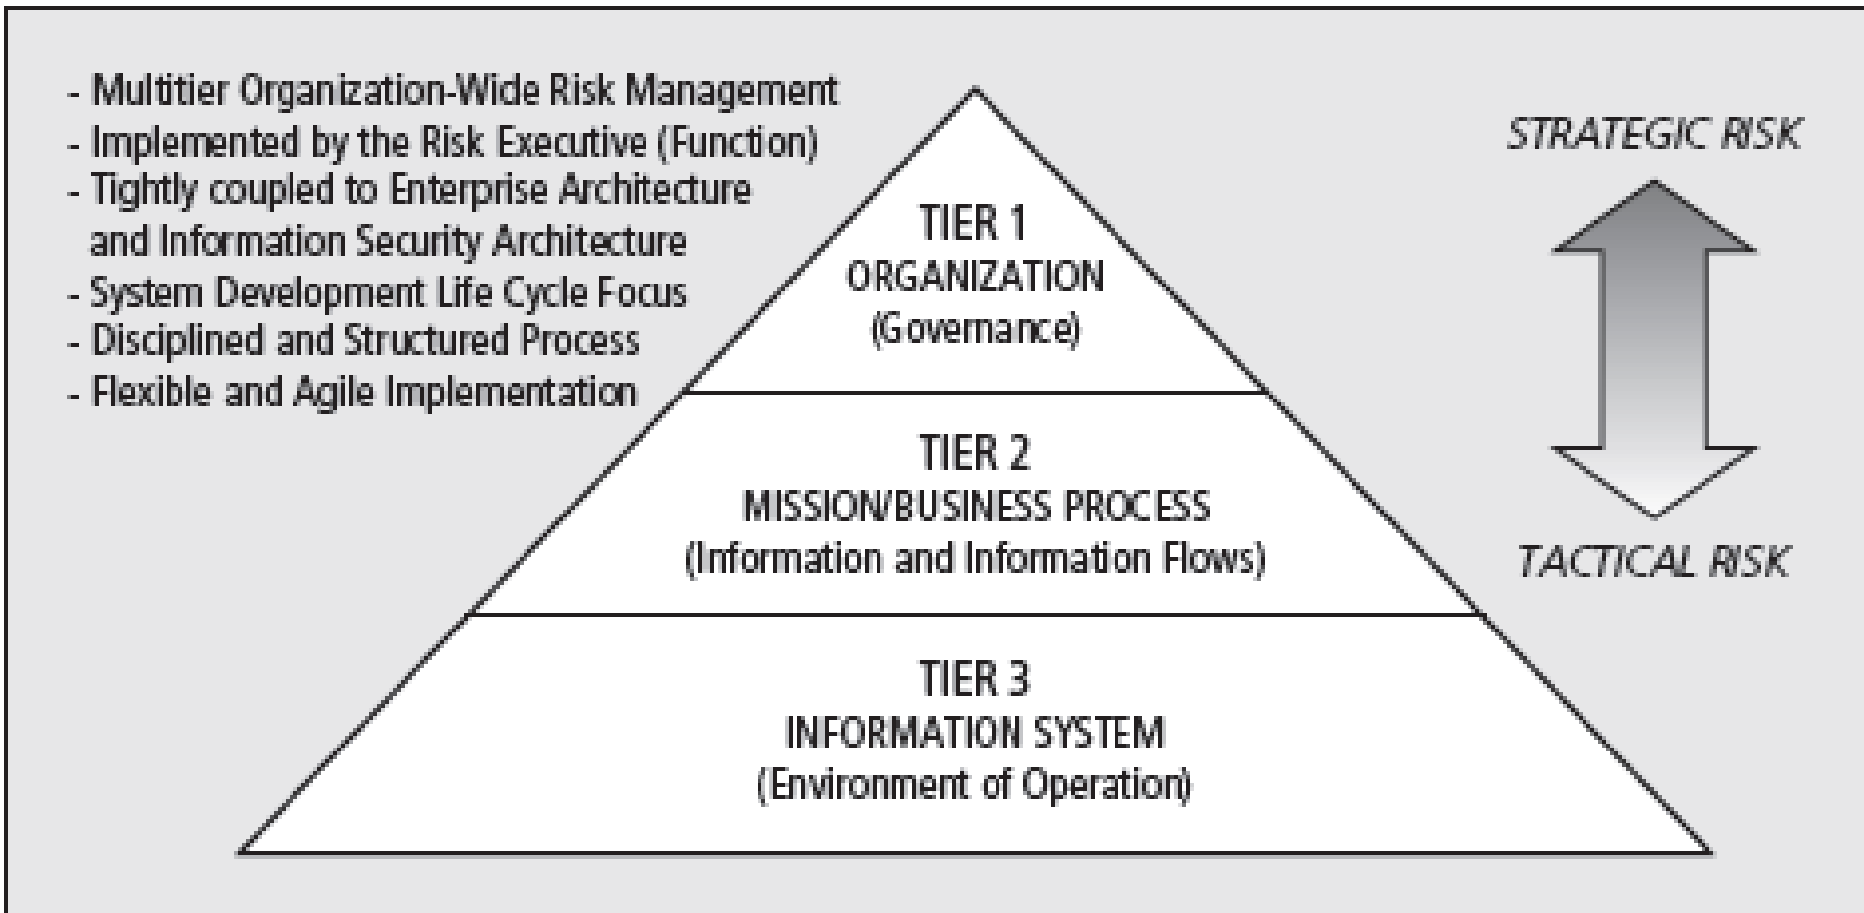 - Multitier Organization-Wide Risk Management
- Implemented by the Risk Executive (Function)
- Tightly coupled to Enterprise Architecture
and Information Security Architecture
- System Development Life Cycle Focus
- Disciplined and Structured Process
- Flexible and Agile Implementation
TIER 1
ORGANIZATION
(Governance)
TIER 2
MISSION/BUSINESS PROCESS
(Information and Information Flows)
TIER 3
INFORMATION SYSTEM
(Environment of Operation)
STRATEGIC RISK
TACTICAL RISK